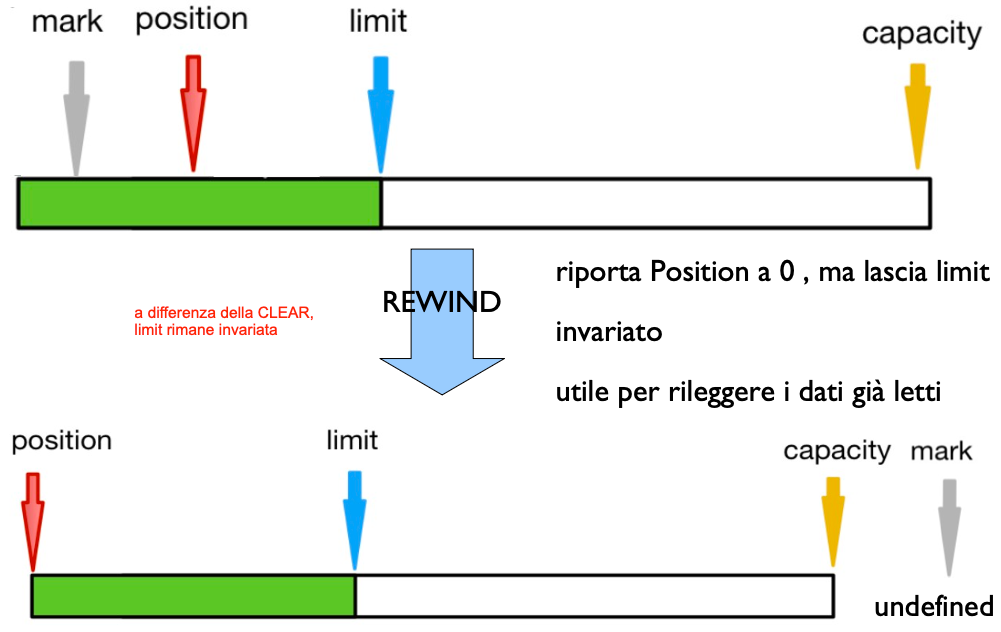 mark position limit capacity
riporta Position a 0 , ma lascia limit
REWIND
a differenza della CLEAR,
limit rimane invariata
invariato
utile per rileggere i dati già letti
position limit capacity mark
undefined